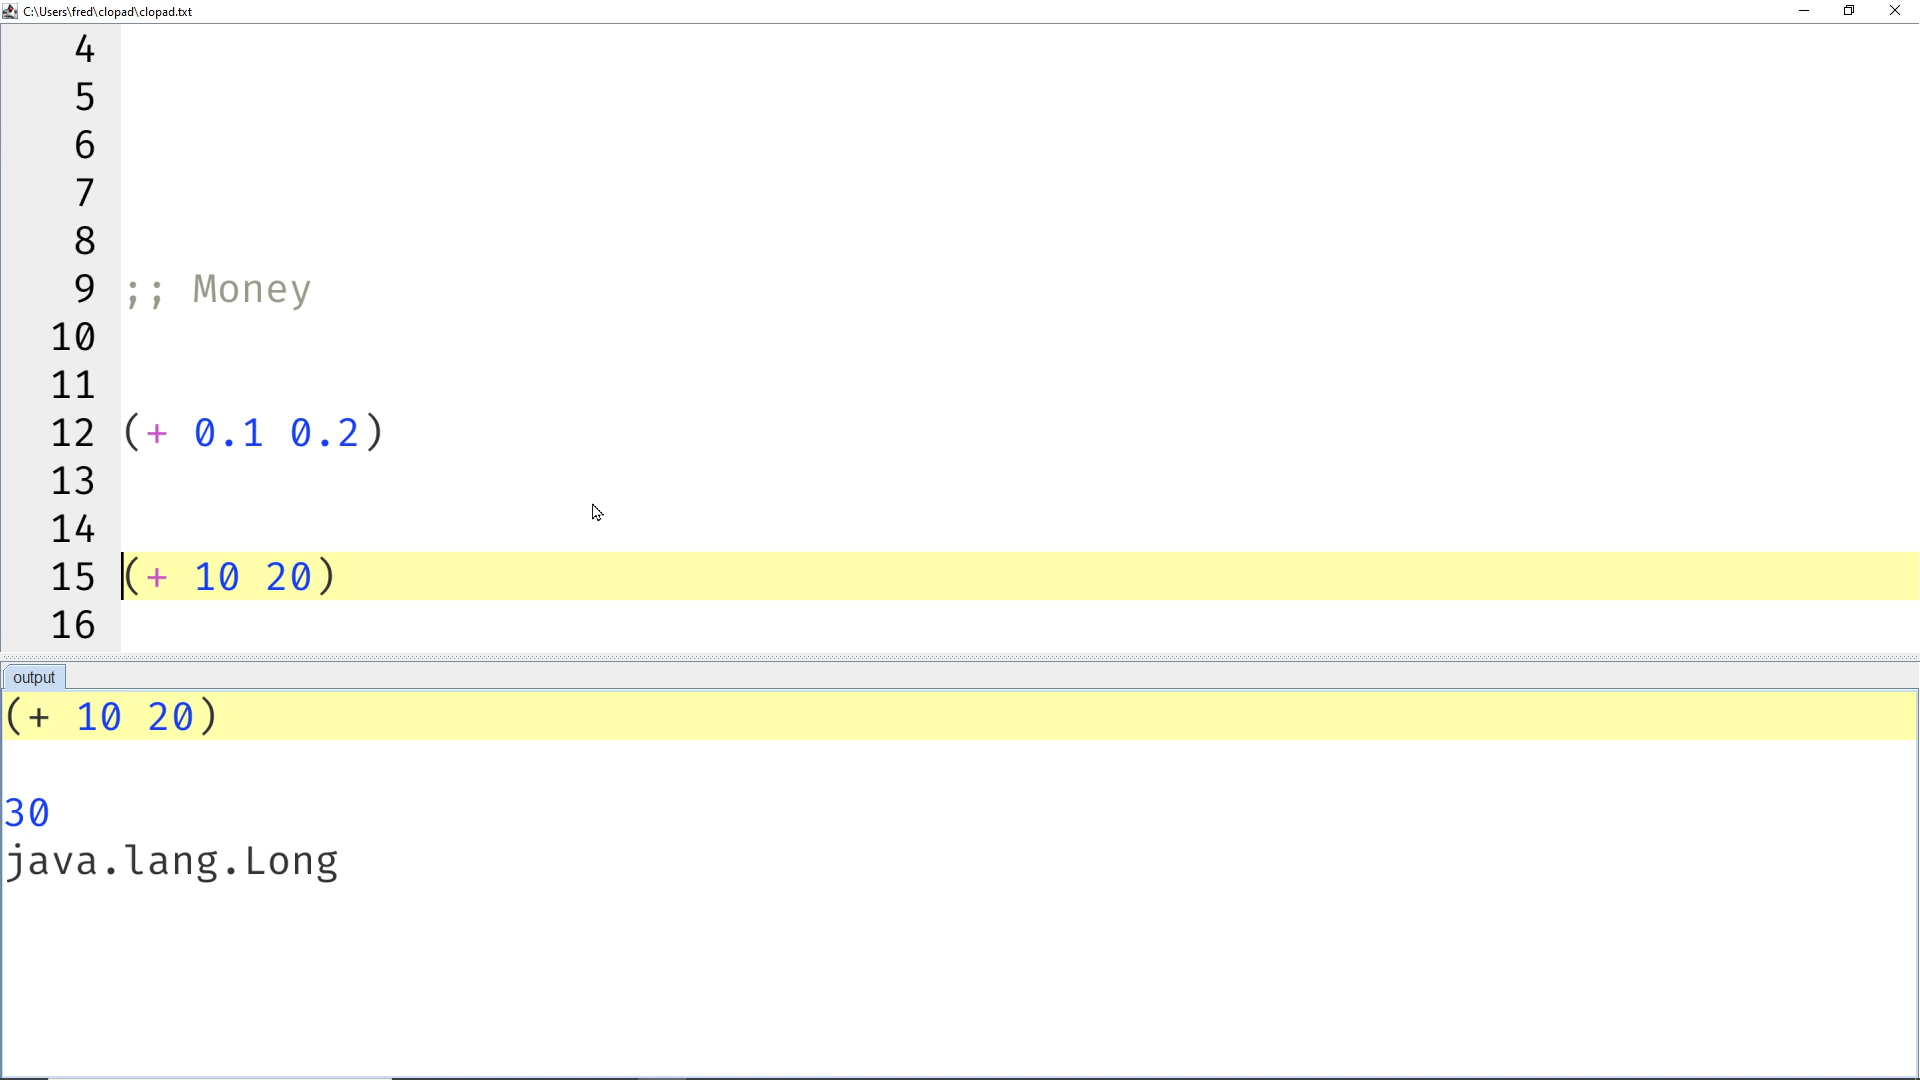 C:\Users\fred\clopad\clopad.txt
4
5
6
7
8
9 ;; Money
10
11
12 (+ 0.1 0.2)
13
14
15 (+ 10 20)
16
output
(+ 10 20)
30
java.lang.Long